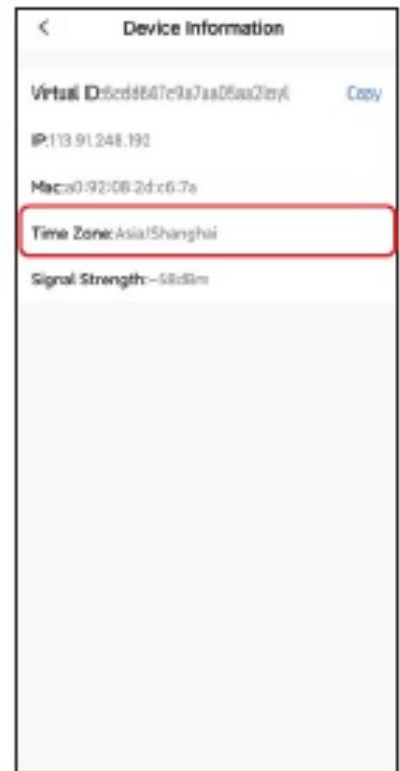 Device Information
Virtual ID: Copy
IP:113.91.248.192
Mac:a0:92:08:2d:c6:7a
Time Zone:Asia/Shanghai
Signal Strength:-58dBm